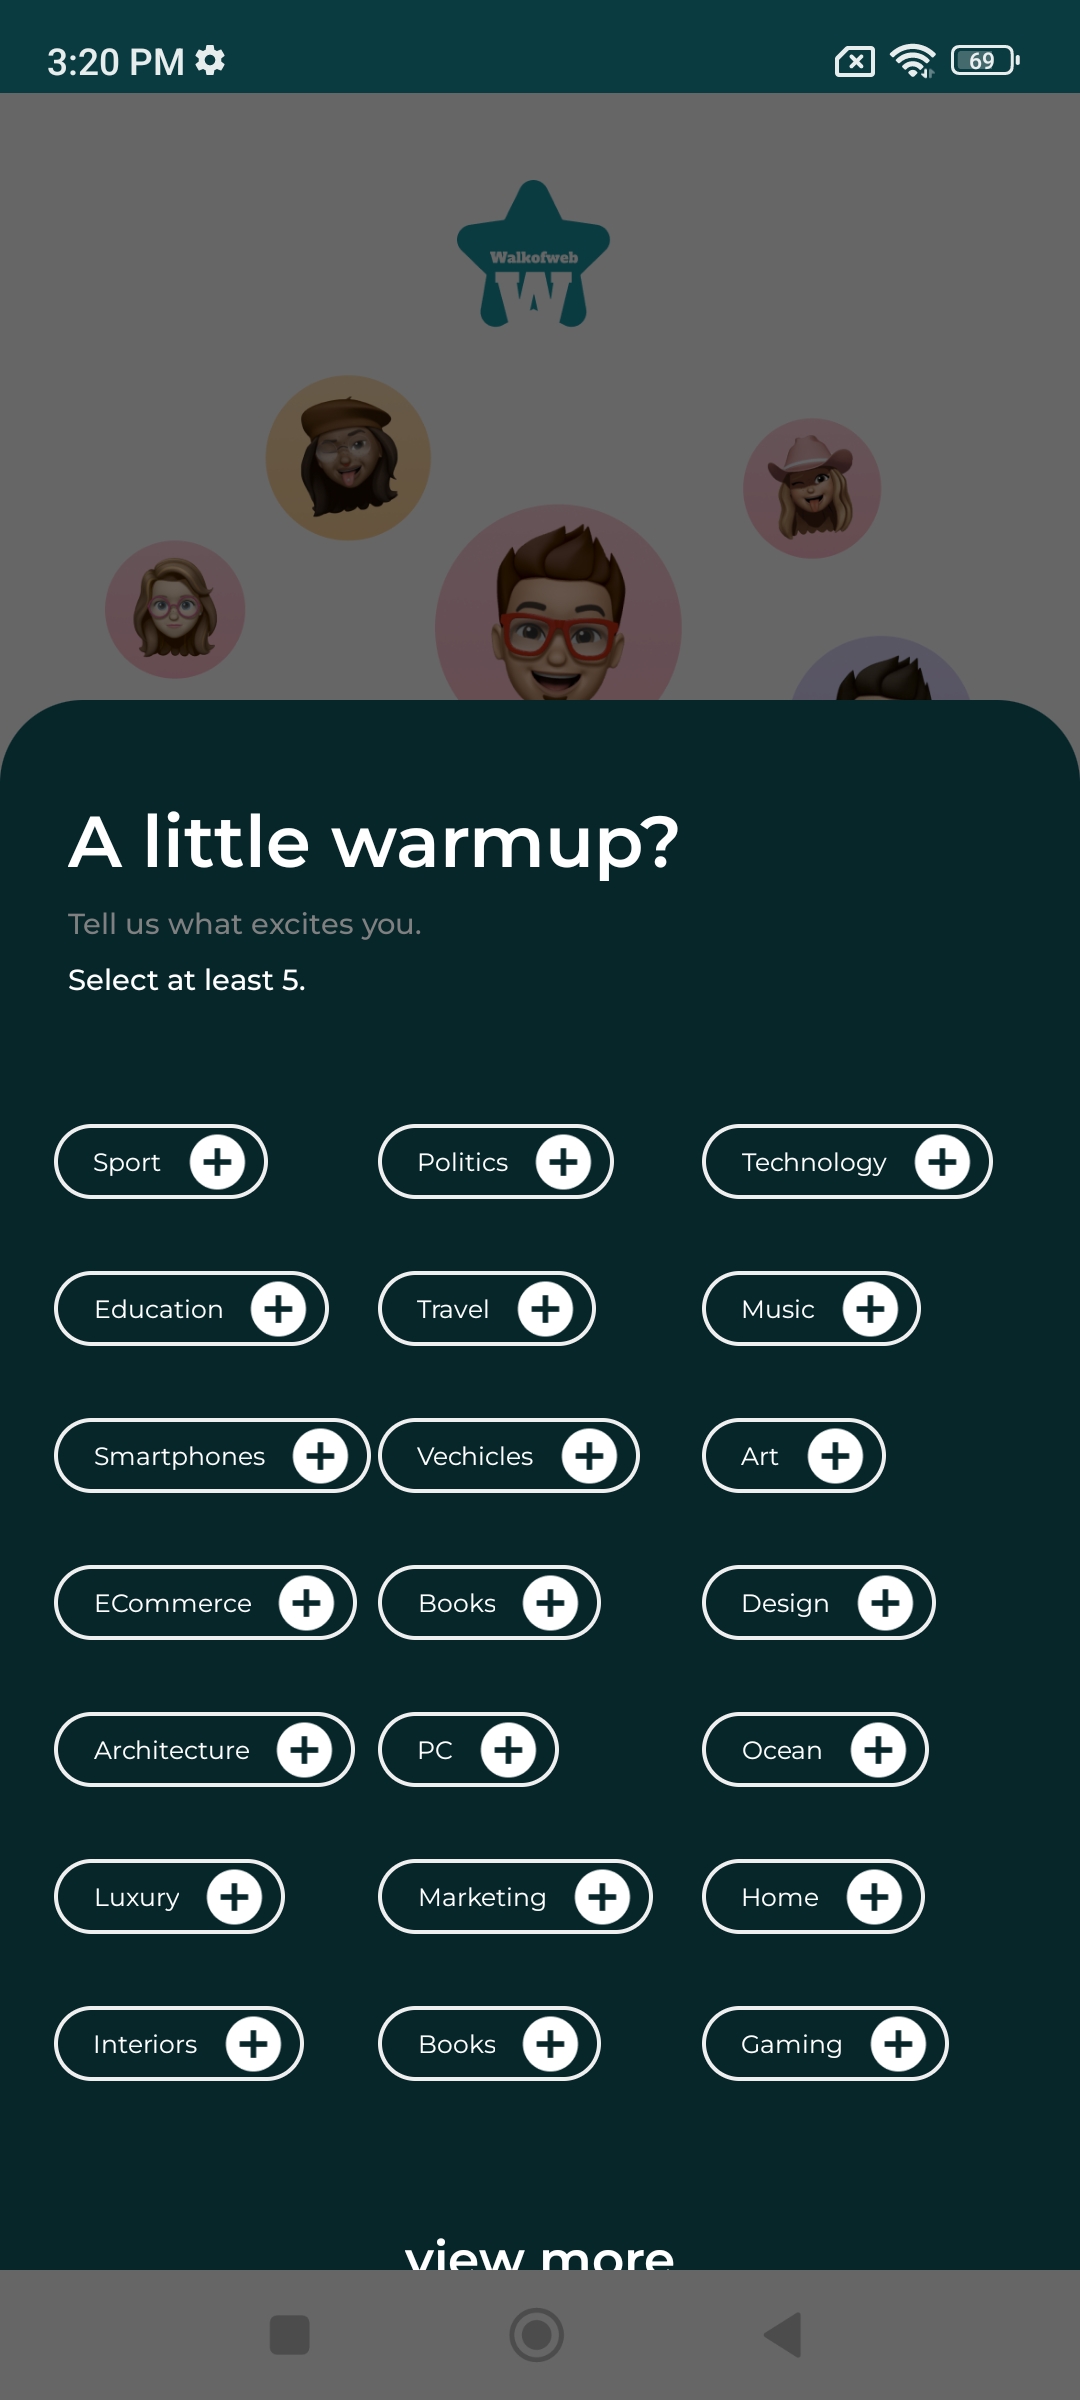 3:20 PM
69
Walkofweb
W
A little warmup?
Tell us what excites you.
Select at least 5.
Sport
Politics
Technology
Education
Travel
Music
Smartphones
Vechicles
Art
ECommerce
Books
Design
Architecture
PC
Ocean
Luxury
Marketing
Home
Interiors
Books
Gaming
view more